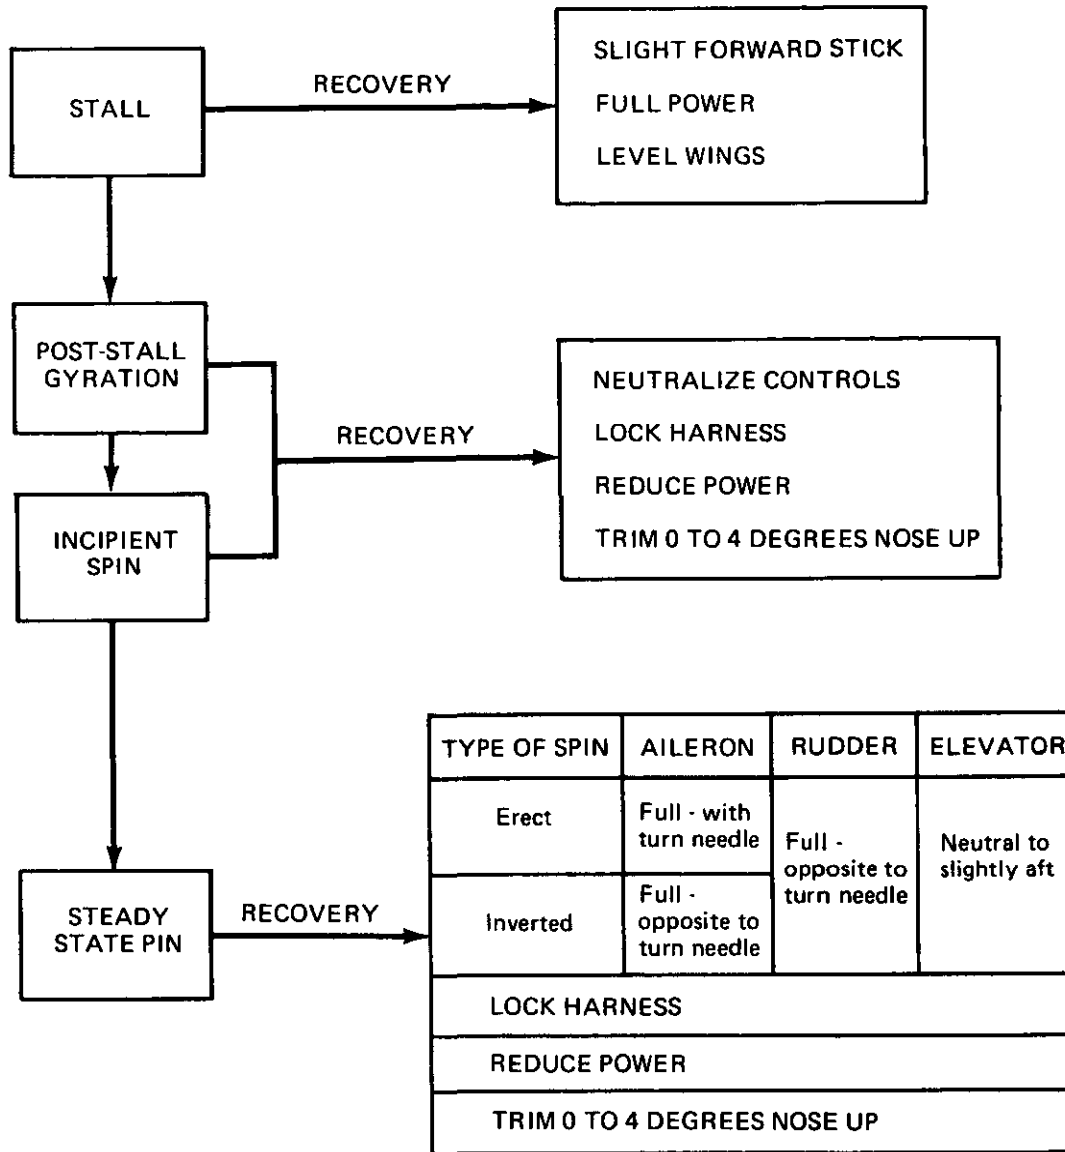 STALL
RECOVERY
SLIGHT FORWARD STICK
FULL POWER
LEVEL WINGS
POST-STALL
GYRATION
INCIPIENT
SPIN
RECOVERY
NEUTRALIZE CONTROLS
LOCK HARNESS
REDUCE POWER
TRIM 0 TO 4 DEGREES NOSE UP
STEADY
STATE PIN
RECOVERY
TYPE OF SPIN
AILERON
RUDDER
ELEVATOR
Erect
Full - with
turn needle
Full -
opposite to
turn needle
Neutral to
slightly aft
Inverted
Full -
opposite to
turn needle
LOCK HARNESS
REDUCE POWER
TRIM 0 TO 4 DEGREES NOSE UP